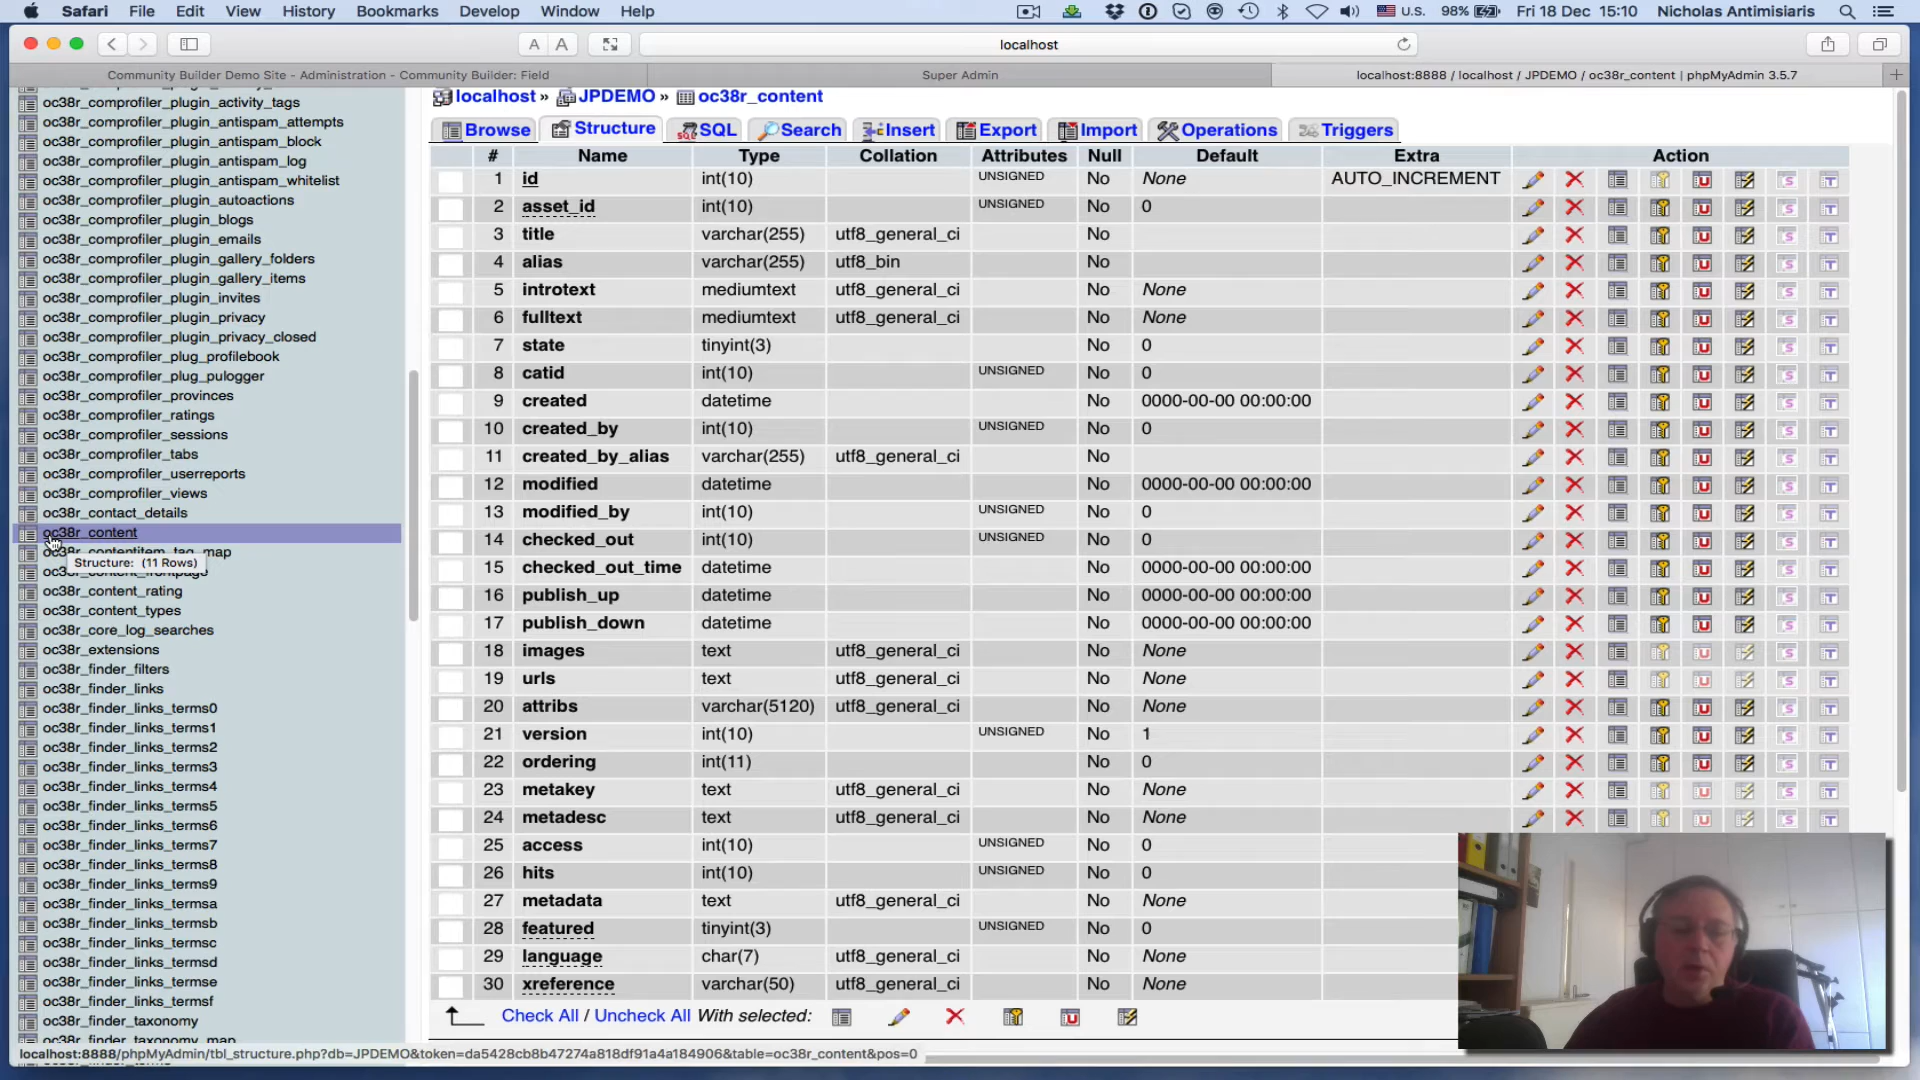 Safari File Edit View History Bookmarks Develop Window Help U.S. 98% Fri 18 Dec 15:10 Nicholas Antimisiaris
A A localhost
Community Builder Demo Site - Administration - Community Builder: Field
Super Admin
localhost:8888 / localhost / JPDEMO / oc38r_content | phpMyAdmin 3.5.7
oc38r_comprofiler_plugin_activity_tags
oc38r_comprofiler_plugin_antispam_attempts
oc38r_comprofiler_plugin_antispam_block
oc38r_comprofiler_plugin_antispam_log
oc38r_comprofiler_plugin_antispam_whitelist
oc38r_comprofiler_plugin_autoactions
oc38r_comprofiler_plugin_blogs
oc38r_comprofiler_plugin_emails
oc38r_comprofiler_plugin_gallery_folders
oc38r_comprofiler_plugin_gallery_items
oc38r_comprofiler_plugin_invites
oc38r_comprofiler_plugin_privacy
oc38r_comprofiler_plugin_privacy_closed
oc38r_comprofiler_plug_profilebook
oc38r_comprofiler_plug_pulogger
oc38r_comprofiler_provinces
oc38r_comprofiler_ratings
oc38r_comprofiler_sessions
oc38r_comprofiler_tabs
oc38r_comprofiler_userreports
oc38r_comprofiler_views
oc38r_contact_details
oc38r_content
oc38r_contentitem_tag_map
Structure: (11 Rows)
oc38r_content_frontpage
oc38r_content_rating
oc38r_content_types
oc38r_core_log_searches
oc38r_extensions
oc38r_finder_filters
oc38r_finder_links
oc38r_finder_links_terms0
oc38r_finder_links_terms1
oc38r_finder_links_terms2
oc38r_finder_links_terms3
oc38r_finder_links_terms4
oc38r_finder_links_terms5
oc38r_finder_links_terms6
oc38r_finder_links_terms7
oc38r_finder_links_terms8
oc38r_finder_links_terms9
oc38r_finder_links_termsa
oc38r_finder_links_termsb
oc38r_finder_links_termsc
oc38r_finder_links_termsd
oc38r_finder_links_termse
oc38r_finder_links_termsf
oc38r_finder_taxonomy
oc38r_finder_taxonomy_map
localhost » JPDEMO » oc38r_content
Browse Structure SQL Search Insert Export Import Operations Triggers
# Name Type Collation Attributes Null Default Extra Action
1 id int(10) UNSIGNED No None AUTO_INCREMENT
2 asset_id int(10) UNSIGNED No 0
3 title varchar(255) utf8_general_ci No
4 alias varchar(255) utf8_bin No
5 introtext mediumtext utf8_general_ci No None
6 fulltext mediumtext utf8_general_ci No None
7 state tinyint(3) No 0
8 catid int(10) UNSIGNED No 0
9 created datetime No 0000-00-00 00:00:00
10 created_by int(10) UNSIGNED No 0
11 created_by_alias varchar(255) utf8_general_ci No
12 modified datetime No 0000-00-00 00:00:00
13 modified_by int(10) UNSIGNED No 0
14 checked_out int(10) UNSIGNED No 0
15 checked_out_time datetime No 0000-00-00 00:00:00
16 publish_up datetime No 0000-00-00 00:00:00
17 publish_down datetime No 0000-00-00 00:00:00
18 images text utf8_general_ci No None
19 urls text utf8_general_ci No None
20 attribs varchar(5120) utf8_general_ci No None
21 version int(10) UNSIGNED No 1
22 ordering int(11) No 0
23 metakey text utf8_general_ci No None
24 metadesc text utf8_general_ci No None
25 access int(10) UNSIGNED No 0
26 hits int(10) UNSIGNED No 0
27 metadata text utf8_general_ci No None
28 featured tinyint(3) UNSIGNED No 0
29 language char(7) utf8_general_ci No None
30 xreference varchar(50) utf8_general_ci No None
Check All / Uncheck All With selected:
localhost:8888/phpMyAdmin/tbl_structure.php?db=JPDEMO&token=da5428cb8b47274a818df91a4a184906&table=oc38r_content&pos=0